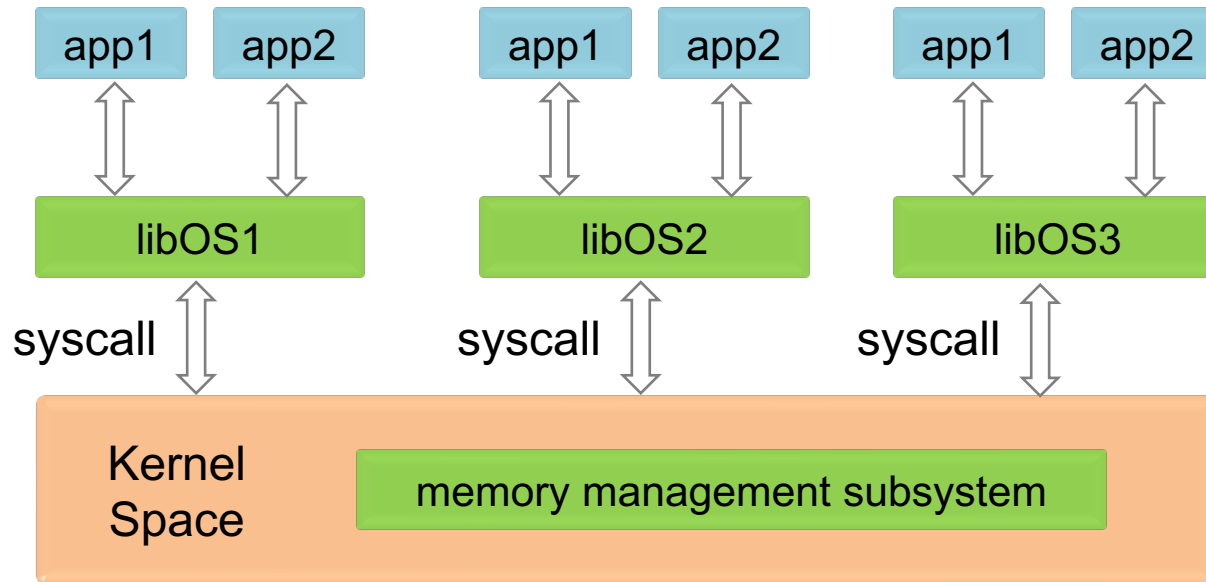 app1
app2
app1
app2
app1
app2
libOS1
libOS2
libOS3
syscall
syscall
syscall
Kernel
Space
memory management subsystem